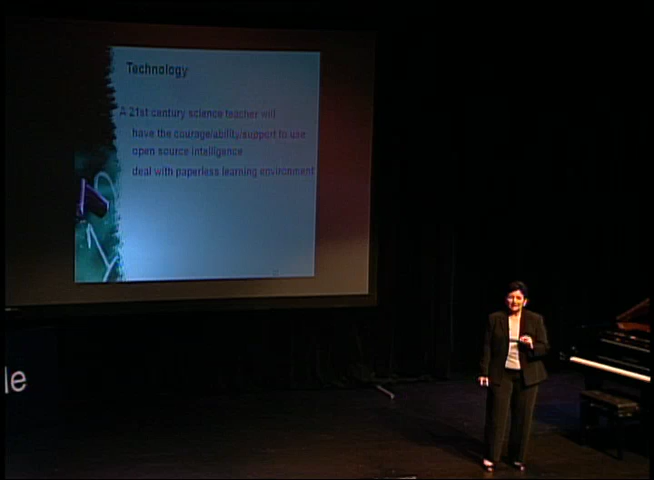 Technology
A 21st century science teacher will
have the courage/ability/support to use
open source intelligence
deal with paperless learning environment
le